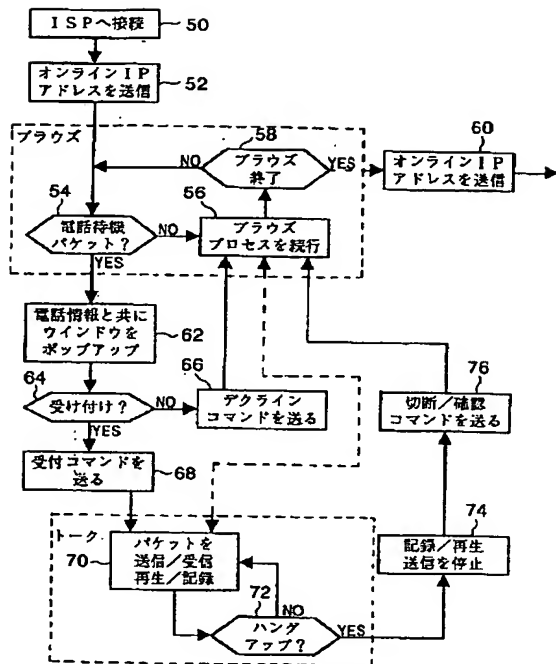 ISPへ接続
50
オンラインIP
アドレスを送信
52
ブラウズ
58
NO
ブラウズ
終了
YES
60
オンラインIP
アドレスを送信
54
電話待機
パケット?
NO
56
ブラウズ
プロセスを続行
YES
電話情報と共に
ウインドウを
ポップアップ
62
64
受け付け?
NO
66
デクライン
コマンドを送る
76
切断/確認
コマンドを送る
YES
受付コマンドを
送る
68
トーク
70
パケットを
送信/受信
再生/記録
74
記録/再生
送信を停止
72
NO
ハング
アップ?
YES